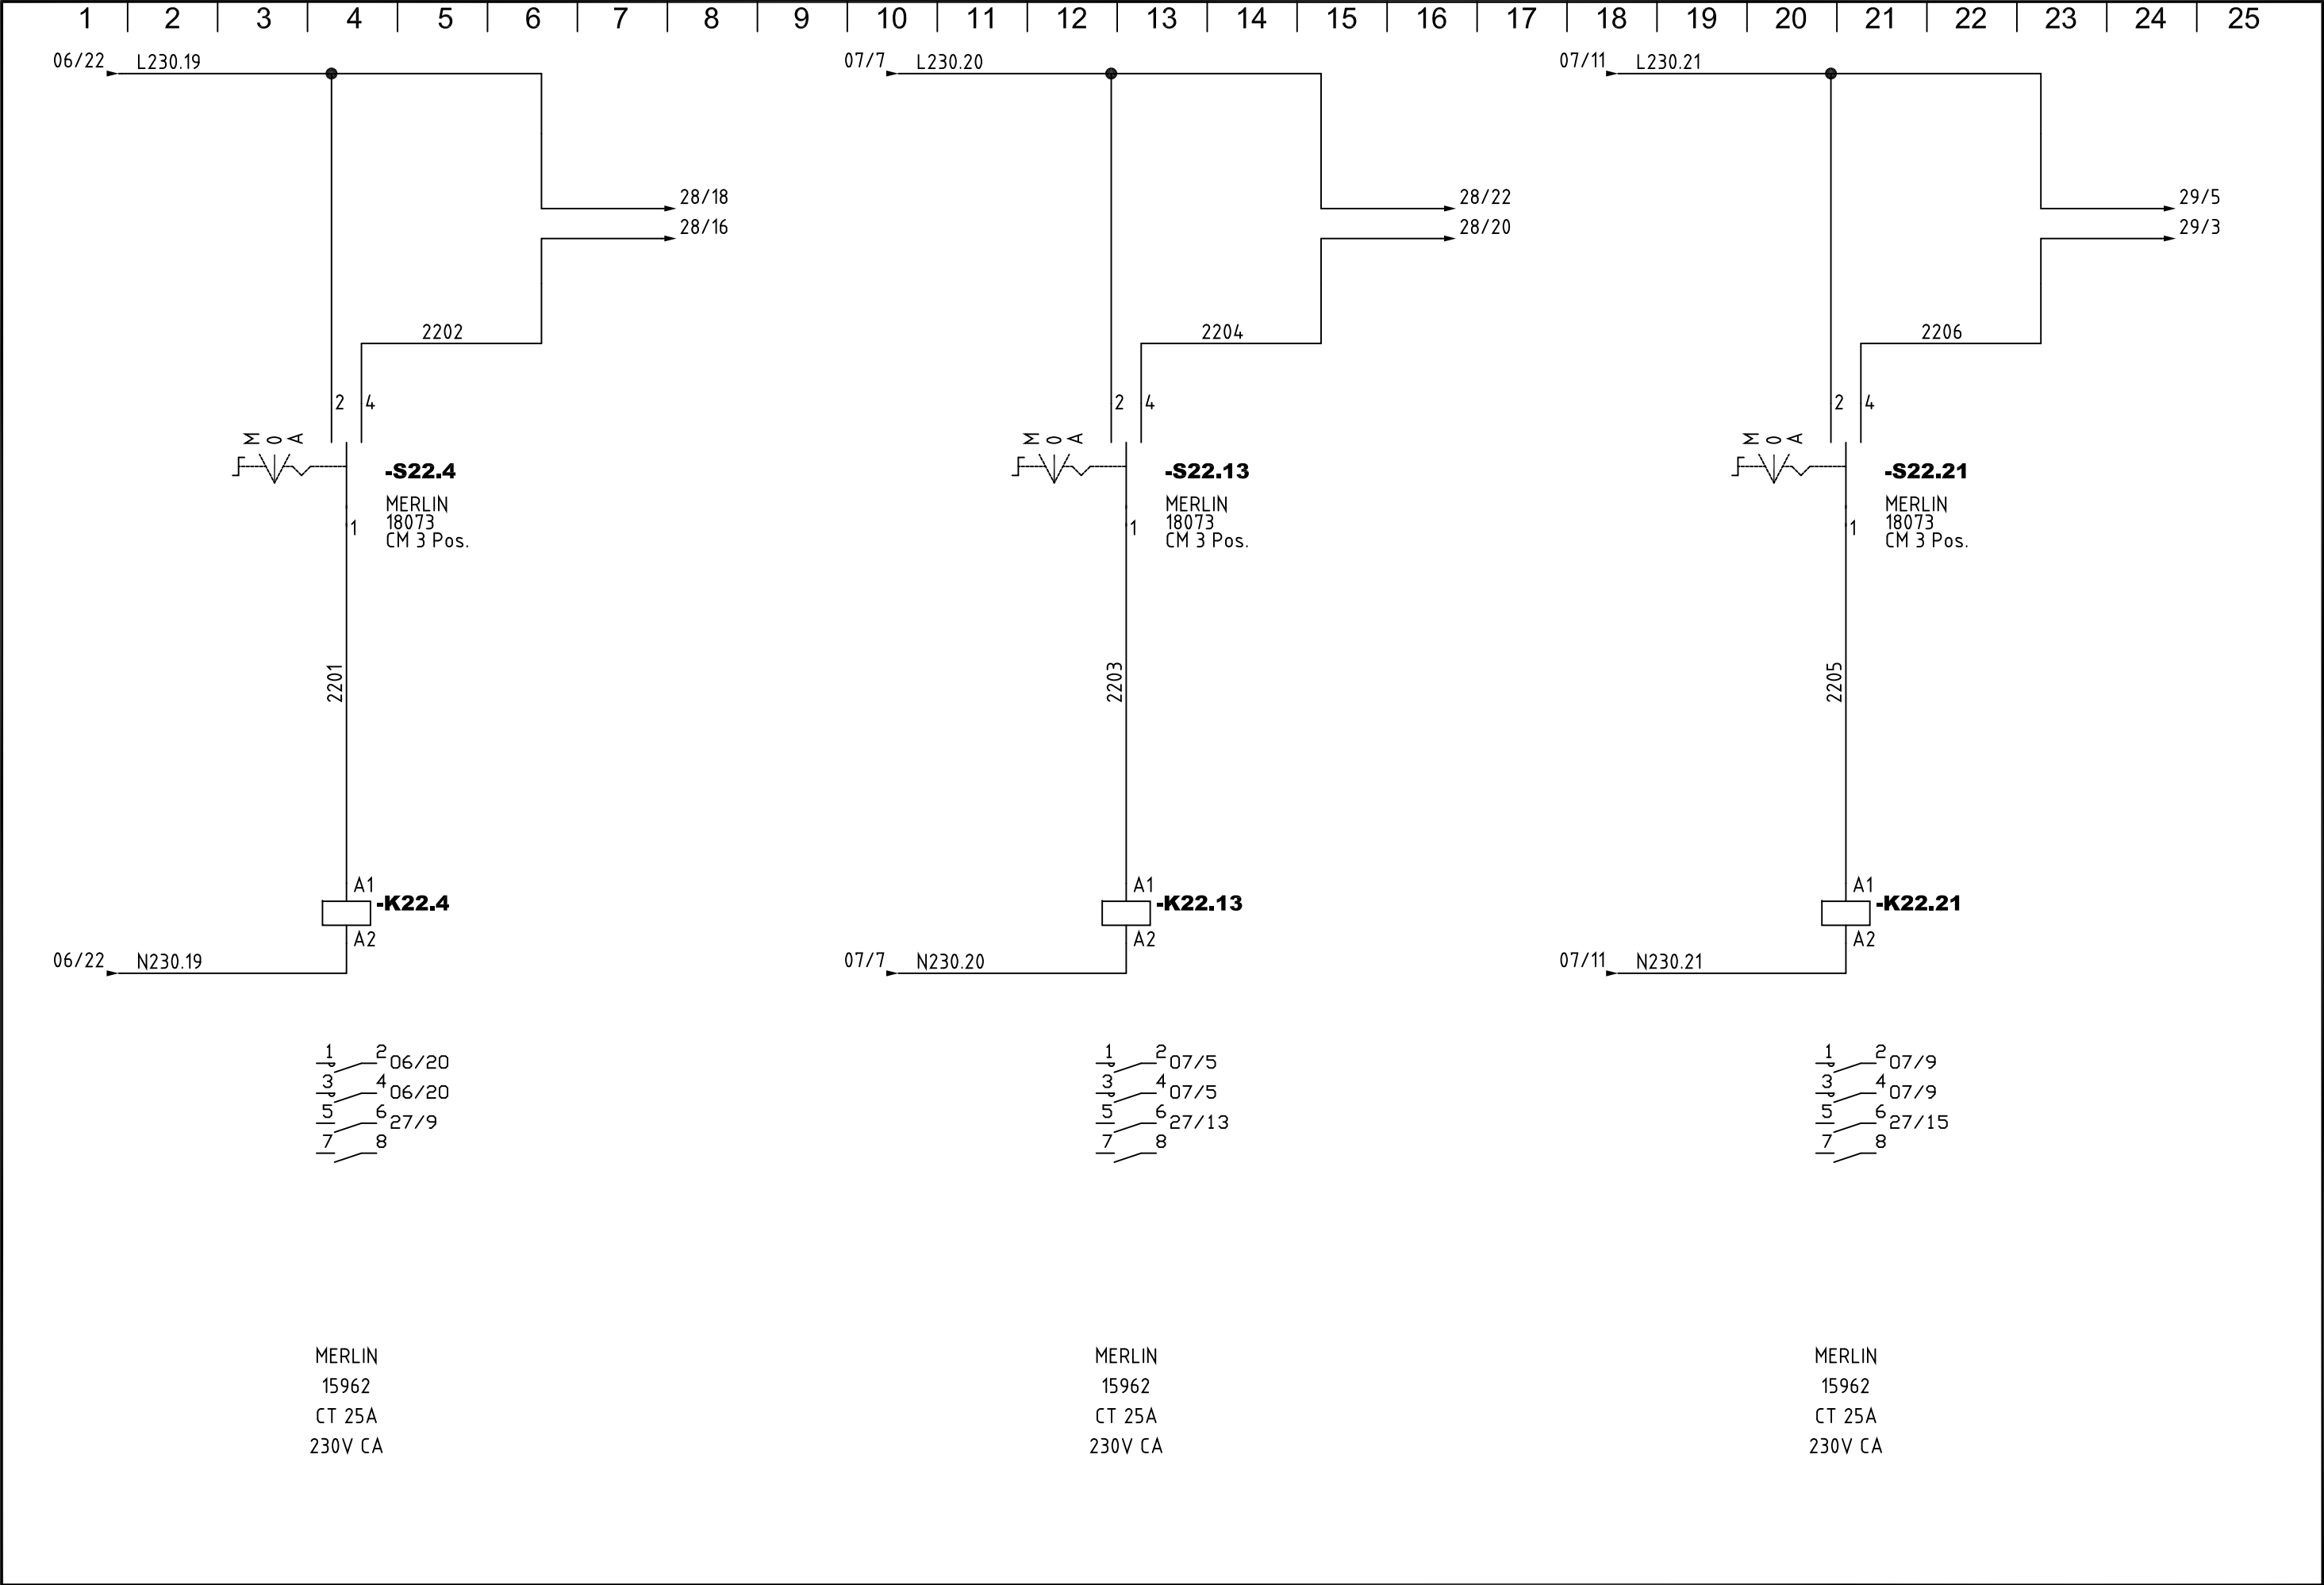 1 2 3 4 5 6 7 8 9 10 11 12 13 14 15 16 17 18 19 20 21 22 23 24 25
06/22 L230.19 07/7 L230.20 07/11 L230.21
28/18 28/22 29/5
28/16 28/20 29/3
2202 2204 2206
2 4 2 4 2 4
M O A M O A M O A
-S22.4 -S22.13 -S22.21
MERLIN MERLIN MERLIN
1 18073 1 18073 1 18073
CM 3 Pos. CM 3 Pos. CM 3 Pos.
2201 2203 2205
A1 A1 A1
-K22.4 -K22.13 -K22.21
A2 A2 A2
06/22 N230.19 07/7 N230.20 07/11 N230.21
1 2 06/20 1 2 07/5 1 2 07/9
3 4 06/20 3 4 07/5 3 4 07/9
5 6 27/9 5 6 27/13 5 6 27/15
7 8 7 8 7 8
MERLIN MERLIN MERLIN
15962 15962 15962
CT 25A CT 25A CT 25A
230V CA 230V CA 230V CA